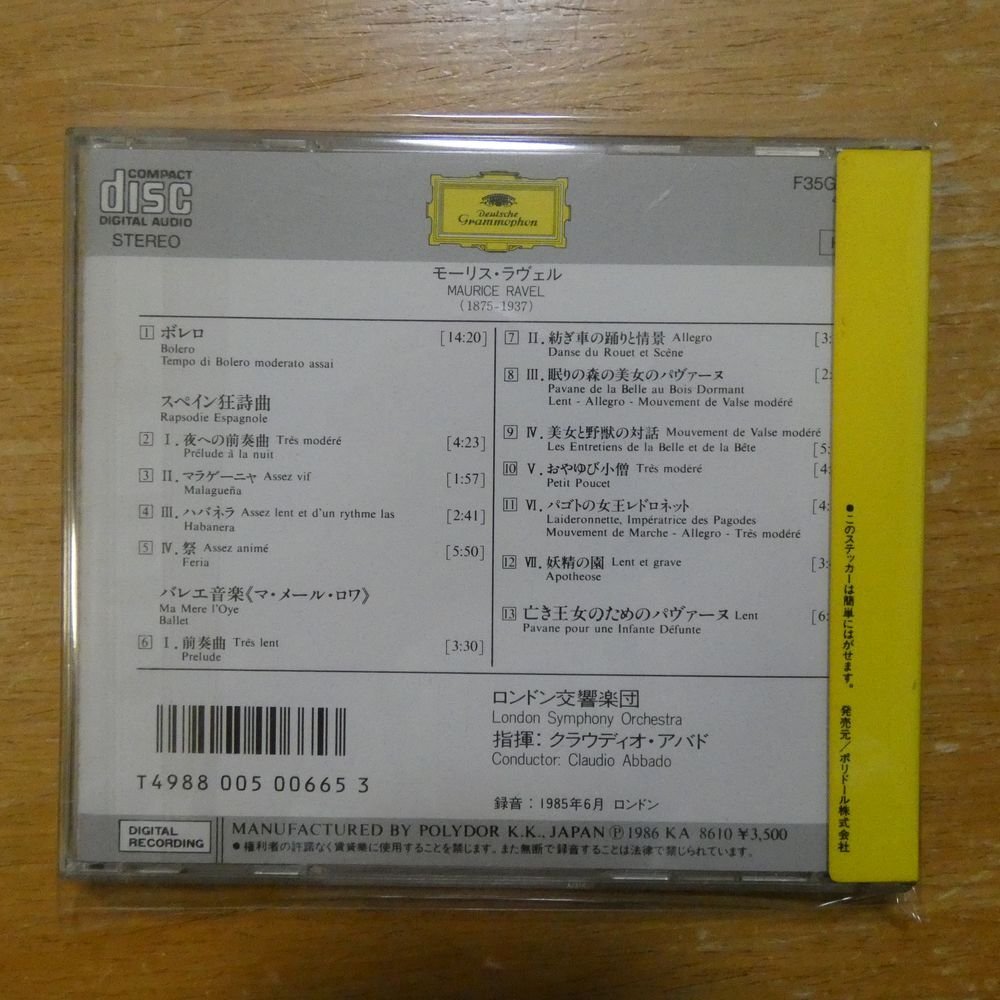 COMPACT
disc
DIGITAL AUDIO
STEREO
Deutsche
Grammophon
F35G
モーリス・ラヴェル
MAURICE RAVEL
(1875-1937)
1 ボレロ [14:20]
Bolero
Tempo di Bolero moderato assai
スペイン狂詩曲
Rapsodie Espagnole
2 I. 夜への前奏曲 Trés modéré [4:23]
Prélude à la nuit
3 II. マラゲーニャ Assez vif [1:57]
Malagueña
4 III. ハバネラ Assez lent et d'un rythme las [2:41]
Habanera
5 IV. 祭 Assez animé [5:50]
Feria
バレエ音楽《マ・メール・ロワ》
Ma Mere l'Oye
Ballet
6 I. 前奏曲 Trés lent [3:30]
Prelude
7 II. 紡ぎ車の踊りと情景 Allegro [3:
Danse du Rouet et Scène
8 III. 眠りの森の美女のパヴァーヌ [2:
Pavane de la Belle au Bois Dormant
Lent - Allegro - Mouvement de Valse modéré
9 IV. 美女と野獣の対話 Mouvement de Valse modéré
Les Entretiens de la Belle et de la Bête [5:
10 V. おやゆび小僧 Trés modéré [4:
Petit Poucet
11 VI. パゴトの女王レドロネット [4:
Laideronnette, Impératrice des Pagodes
Mouvement de Marche - Allegro - Trés modéré
12 VII. 妖精の園 Lent et grave [3:
Apotheose
13 亡き王女のためのパヴァーヌ Lent [6:
Pavane pour une Infante Défunte
ロンドン交響楽団
London Symphony Orchestra
指揮: クラウディオ・アバド
Conductor: Claudio Abbado
録音:1985年6月 ロンドン
T4988 005 00665 3
DIGITAL
RECORDING
MANUFACTURED BY POLYDOR K.K., JAPAN Ⓟ 1986 KA 8610 ¥3,500
●権利者の許諾なく賃貸業に使用することを禁じます。また無断で録音することは法律で禁じられています。
●このステッカーは簡単にはがせます。 発売元/ポリドール株式会社